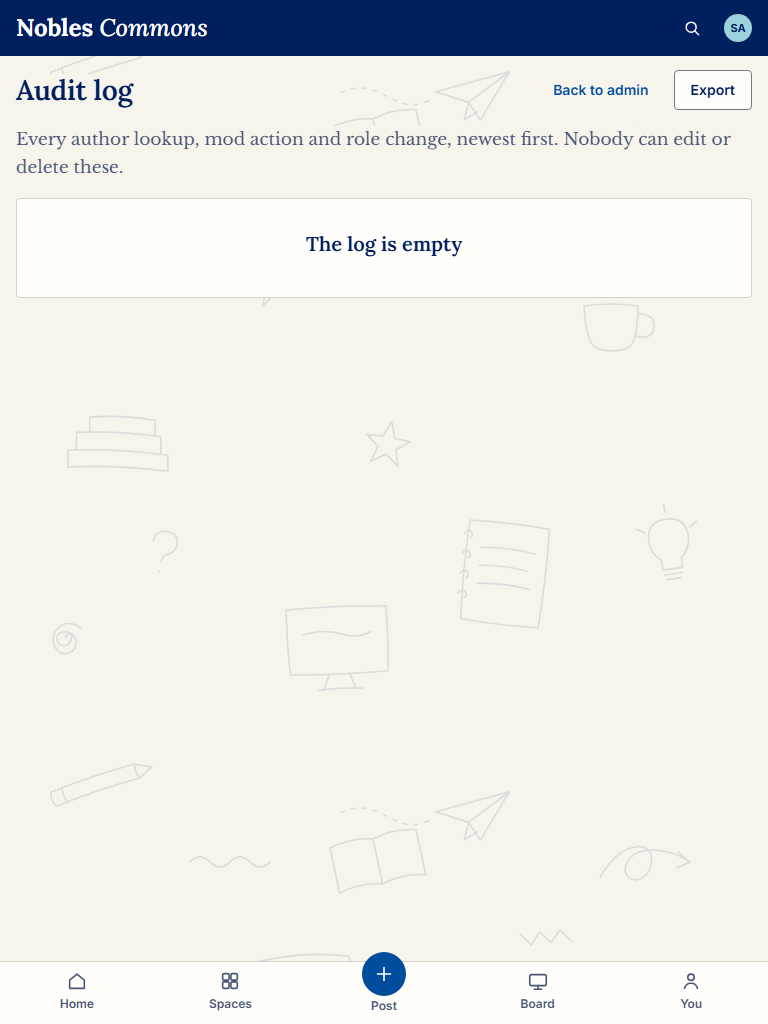 Nobles Commons
SA
Audit log
Back to admin
Export
Every author lookup, mod action and role change, newest first. Nobody can edit or
delete these.
The log is empty
Home
Spaces
Post
Board
You